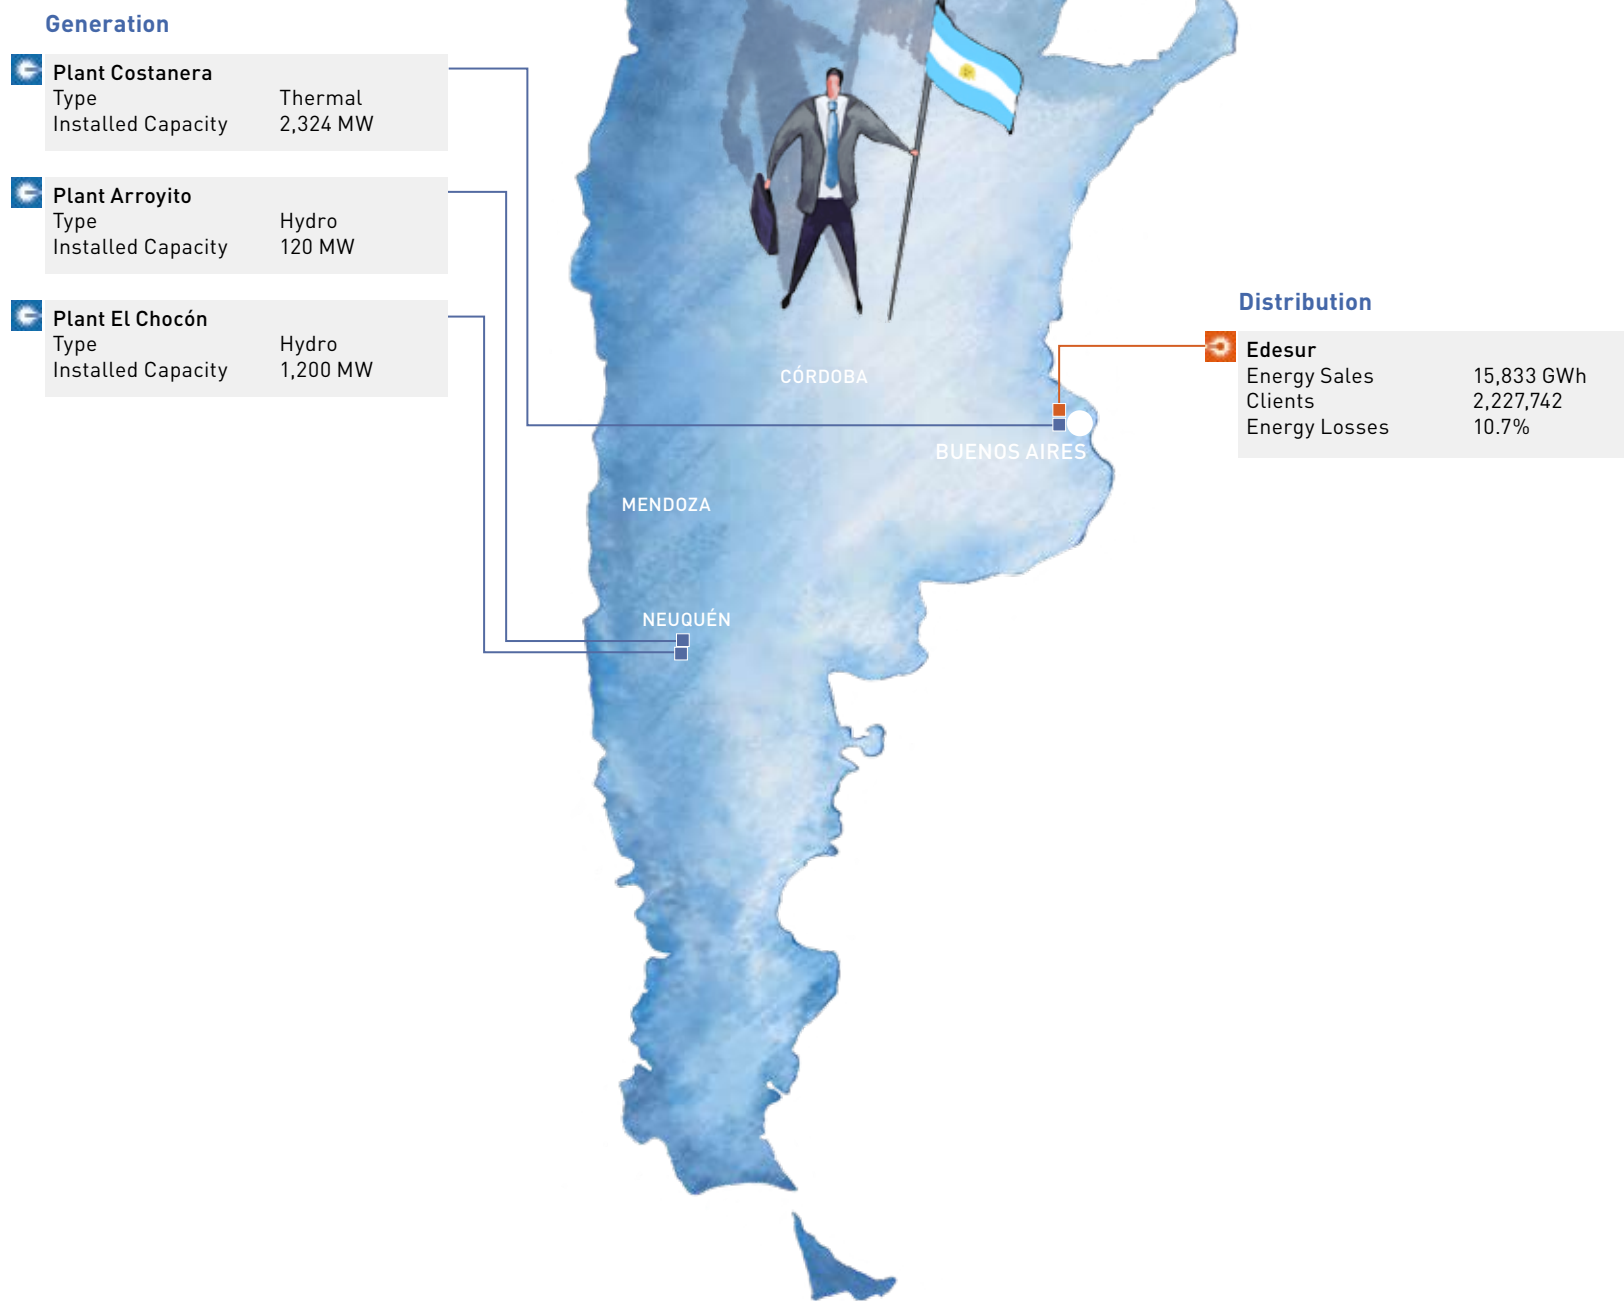 Generation
Plant Costanera
Type Thermal
Installed Capacity 2,324 MW
Plant Arroyito
Type Hydro
Installed Capacity 120 MW
Plant El Chocón
Type Hydro
Installed Capacity 1,200 MW
Distribution
Edesur
Energy Sales 15,833 GWh
Clients 2,227,742
Energy Losses 10.7%
CÓRDOBA
BUENOS AIRES
MENDOZA
NEUQUÉN